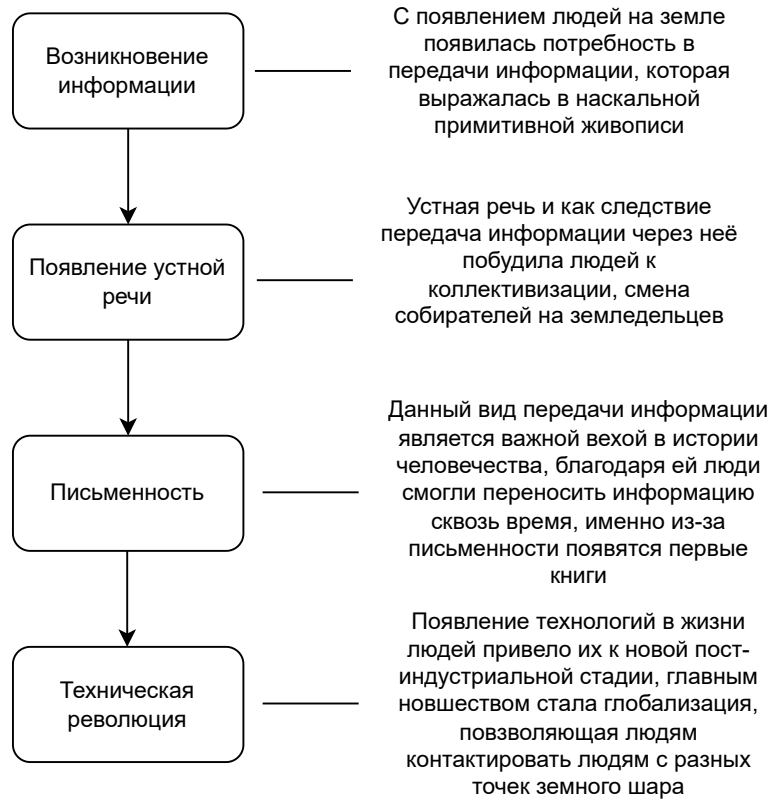 Возникновение
информации
С появлением людей на земле
появилась потребность в
передачи информации, которая
выражалась в наскальной
примитивной живописи
Появление устной
речи
Устная речь и как следствие
передача информации через неё
побудила людей к
коллективизации, смена
собирателей на земледельцев
Письменность
Данный вид передачи информации
является важной вехой в истории
человечества, благодаря ей люди
смогли переносить информацию
сквозь время, именно из-за
письменности появятся первые
книги
Техническая
революция
Появление технологий в жизни
людей привело их к новой пост-
индустриальной стадии, главным
новшеством стала глобализация,
повзволяющая людям
контактировать людям с разных
точек земного шара